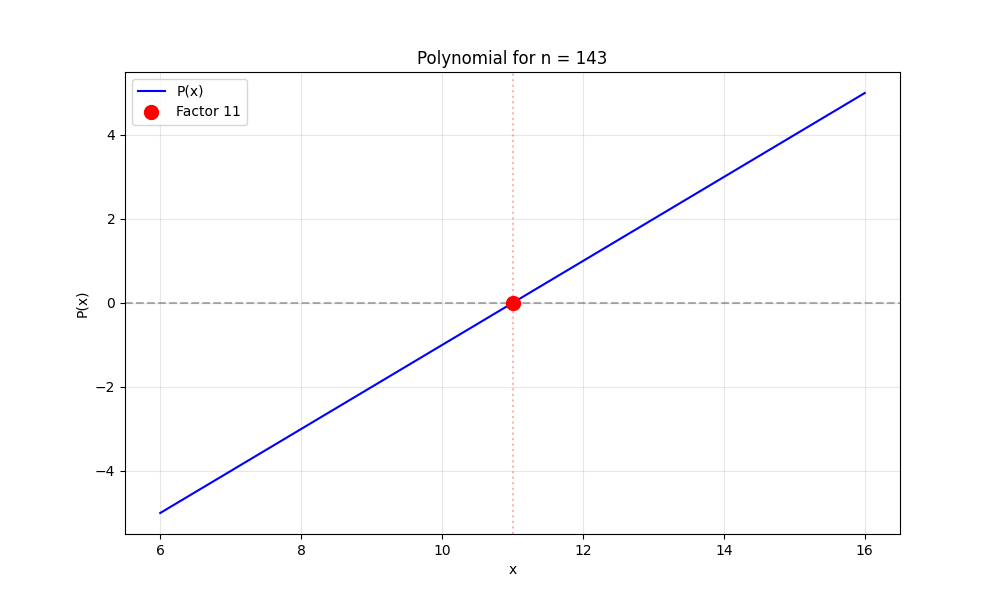 Polynomial for n = 143
P(x)
Factor 11
4
2
0
−2
−4
P(x)
6 8 10 12 14 16
x